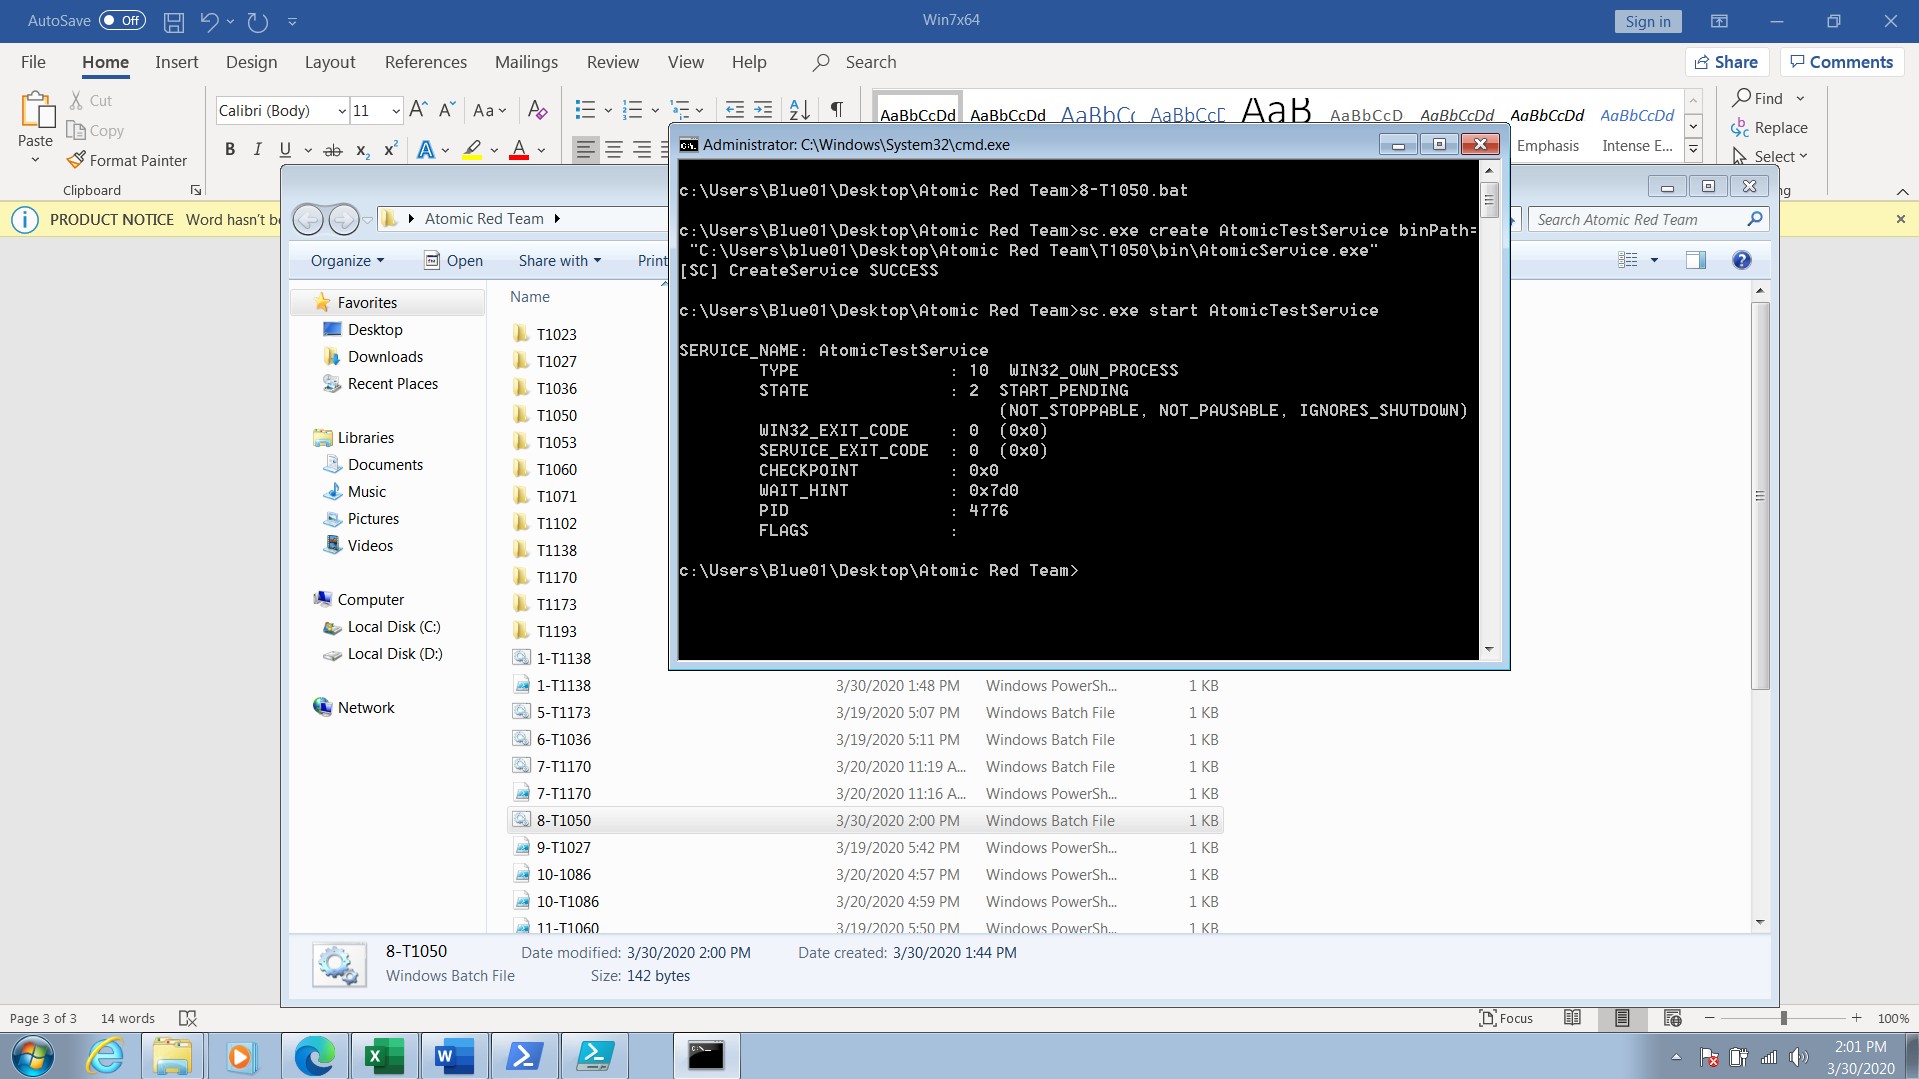 AutoSave Off
Win7x64
Sign in
File Home Insert Design Layout References Mailings Review View Help Search
Share Comments
Paste
Cut
Copy
Format Painter
Clipboard
Calibri (Body) 11
Aa
B I U ab x₂ x² A A
AaBbCcDd AaBbCcDd AaBbCc AaBbCcC AaB AaBbCcD AaBbCcDd AaBbCcDd AaBbCcDd
Emphasis Intense E...
Find
Replace
Select
PRODUCT NOTICE Word hasn't
Administrator: C:\Windows\System32\cmd.exe
c:\Users\Blue01\Desktop\Atomic Red Team>8-T1050.bat
c:\Users\Blue01\Desktop\Atomic Red Team>sc.exe create AtomicTestService binPath=
"C:\Users\blue01\Desktop\Atomic Red Team\T1050\bin\AtomicService.exe"
[SC] CreateService SUCCESS
c:\Users\Blue01\Desktop\Atomic Red Team>sc.exe start AtomicTestService
SERVICE_NAME: AtomicTestService
TYPE : 10 WIN32_OWN_PROCESS
STATE : 2 START_PENDING
(NOT_STOPPABLE, NOT_PAUSABLE, IGNORES_SHUTDOWN)
WIN32_EXIT_CODE : 0 (0x0)
SERVICE_EXIT_CODE : 0 (0x0)
CHECKPOINT : 0x0
WAIT_HINT : 0x7d0
PID : 4776
FLAGS :
c:\Users\Blue01\Desktop\Atomic Red Team>
Atomic Red Team
Search Atomic Red Team
Organize Open Share with Print
Favorites
Desktop
Downloads
Recent Places
Libraries
Documents
Music
Pictures
Videos
Computer
Local Disk (C:)
Local Disk (D:)
Network
Name
T1023
T1027
T1036
T1050
T1053
T1060
T1071
T1102
T1138
T1170
T1173
T1193
1-T1138
1-T1138 3/30/2020 1:48 PM Windows PowerSh... 1 KB
5-T1173 3/19/2020 5:07 PM Windows Batch File 1 KB
6-T1036 3/19/2020 5:11 PM Windows Batch File 1 KB
7-T1170 3/20/2020 11:19 A... Windows Batch File 1 KB
7-T1170 3/20/2020 11:16 A... Windows PowerSh... 1 KB
8-T1050 3/30/2020 2:00 PM Windows Batch File 1 KB
9-T1027 3/19/2020 5:42 PM Windows PowerSh... 1 KB
10-1086 3/20/2020 4:57 PM Windows PowerSh... 1 KB
10-T1086 3/20/2020 4:59 PM Windows PowerSh... 1 KB
11-T1060 3/19/2020 5:50 PM Windows PowerSh... 1 KB
8-T1050 Date modified: 3/30/2020 2:00 PM Date created: 3/30/2020 1:44 PM
Windows Batch File Size: 142 bytes
Page 3 of 3 14 words
Focus 100%
2:01 PM
3/30/2020